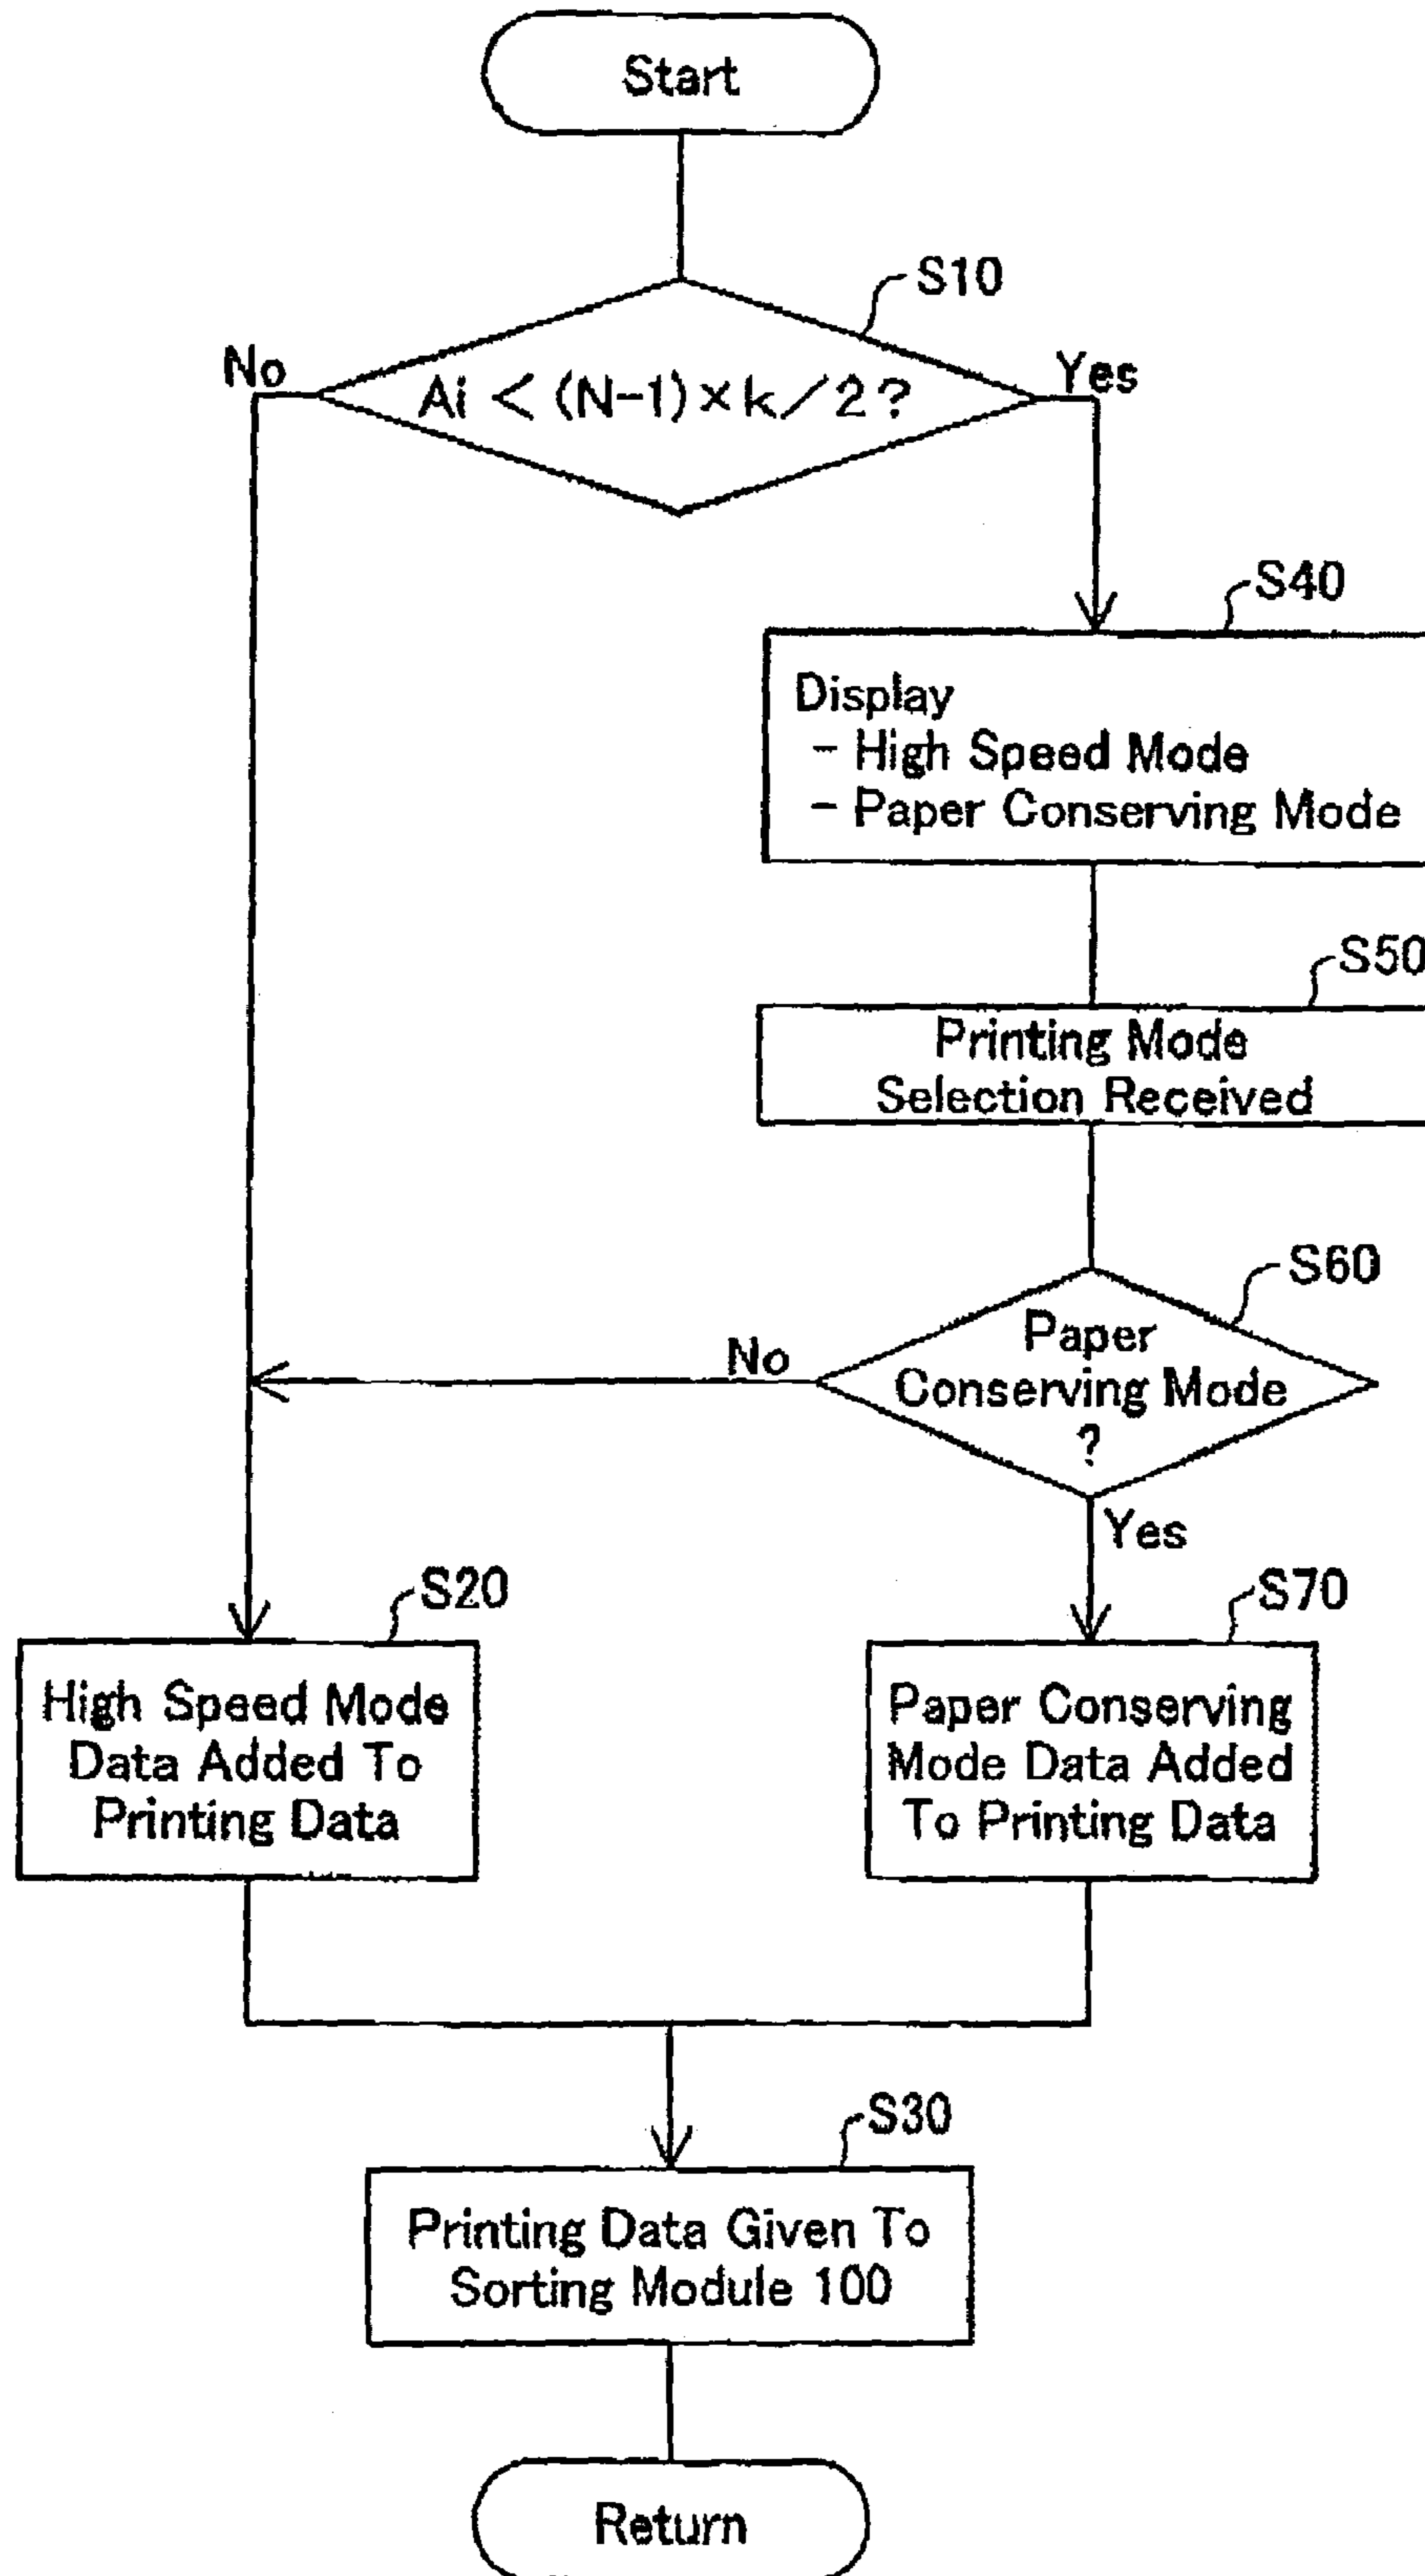 Start
S10
No
Yes
Ai < (N-1)×k/2?
S40
Display
- High Speed Mode
- Paper Conserving Mode
S50
Printing Mode
Selection Received
S60
Paper
No
Conserving Mode
?
Yes
S20
S70
High Speed Mode
Data Added To
Printing Data
Paper Conserving
Mode Data Added
To Printing Data
S30
Printing Data Given To
Sorting Module 100
Return